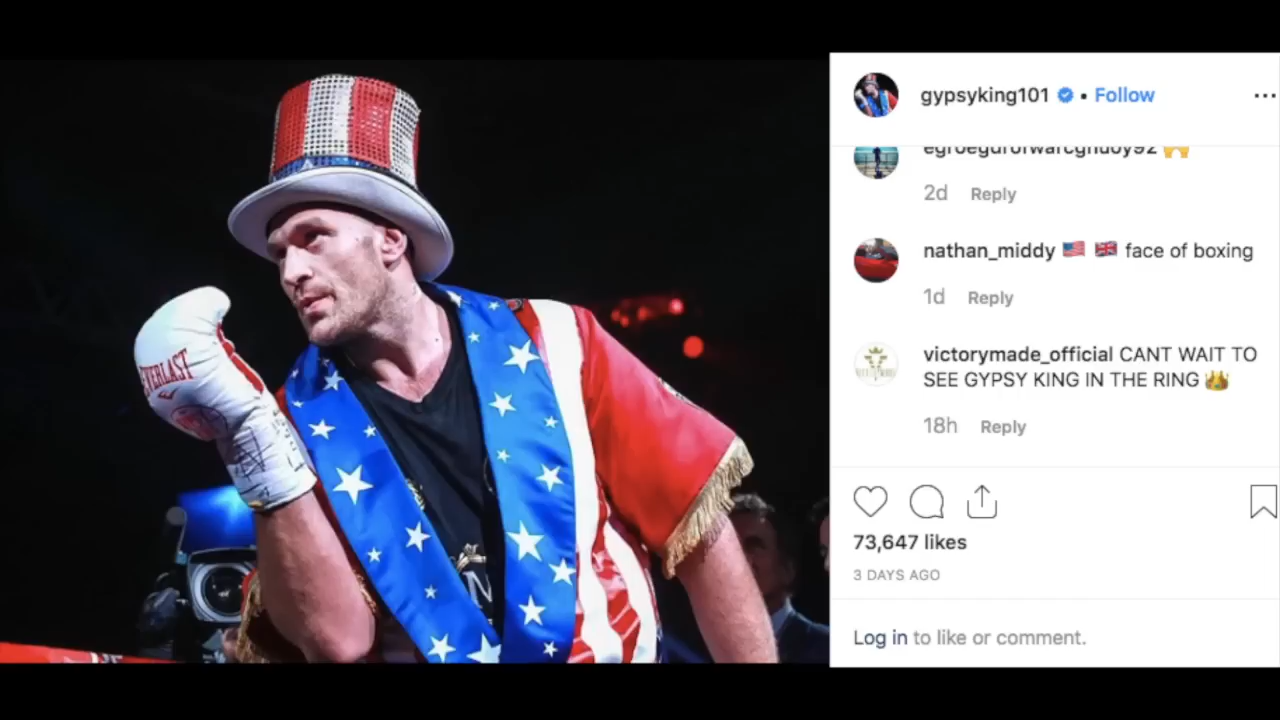 gypsyking101 • Follow
2d Reply
nathan_middy 🇺🇸 🇬🇧 face of boxing
1d Reply
victorymade_official CANT WAIT TO
SEE GYPSY KING IN THE RING 👑
18h Reply
73,647 likes
3 DAYS AGO
Log in to like or comment.
EVERLAST